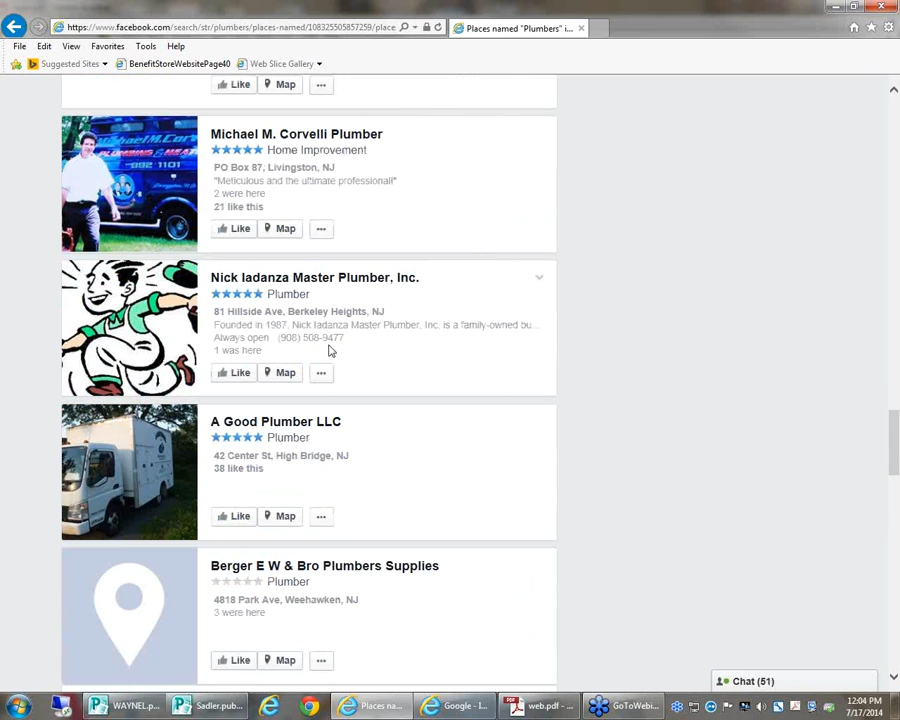 https://www.facebook.com/search/str/plumbers/places-named/108325505857259/place
Places named "Plumbers" i...
File Edit View Favorites Tools Help
Suggested Sites BenefitStoreWebsitePage40 Web Slice Gallery
Like Map ...
Michael M. Corvelli Plumber
Home Improvement
PO Box 87, Livingston, NJ
"Meticulous and the ultimate professional!"
2 were here
21 like this
Like Map ...
Nick Iadanza Master Plumber, Inc.
Plumber
81 Hillside Ave, Berkeley Heights, NJ
Founded in 1987, Nick Iadanza Master Plumber, Inc. is a family-owned bu...
Always open (908) 508-9477
1 was here
Like Map ...
A Good Plumber LLC
Plumber
42 Center St, High Bridge, NJ
38 like this
Like Map ...
Berger E W & Bro Plumbers Supplies
Plumber
4818 Park Ave, Weehawken, NJ
3 were here
Like Map ...
Chat (51)
WAYNEL.p... Sadler.pub... Places na... Google - I... web.pdf - ... GoToWebi...
12:04 PM
7/17/2014